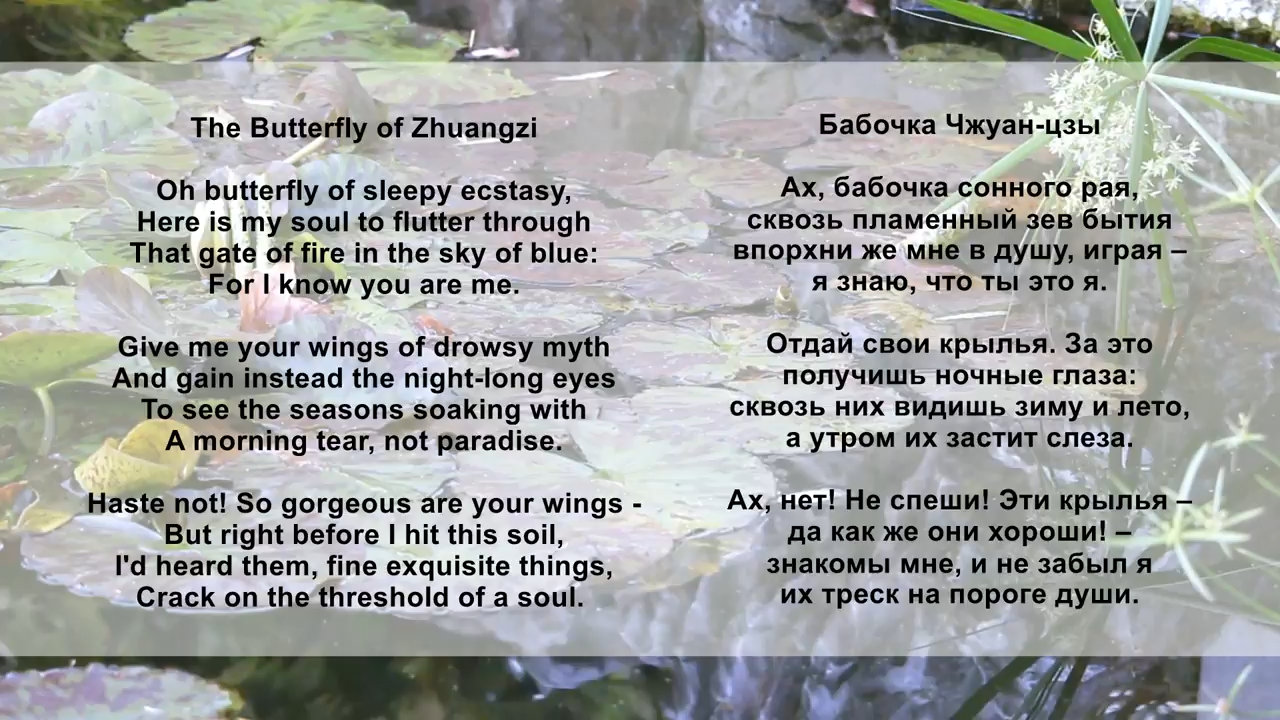 The Butterfly of Zhuangzi
Oh butterfly of sleepy ecstasy,
Here is my soul to flutter through
That gate of fire in the sky of blue:
For I know you are me.
Give me your wings of drowsy myth
And gain instead the night-long eyes
To see the seasons soaking with
A morning tear, not paradise.
Haste not! So gorgeous are your wings -
But right before I hit this soil,
I'd heard them, fine exquisite things,
Crack on the threshold of a soul.
Бабочка Чжуан-цзы
Ах, бабочка сонного рая,
сквозь пламенный зев бытия
впорхни же мне в душу, играя –
я знаю, что ты это я.
Отдай свои крылья. За это
получишь ночные глаза:
сквозь них видишь зиму и лето,
а утром их застит слеза.
Ах, нет! Не спеши! Эти крылья –
да как же они хороши! –
знакомы мне, и не забыл я
их треск на пороге души.